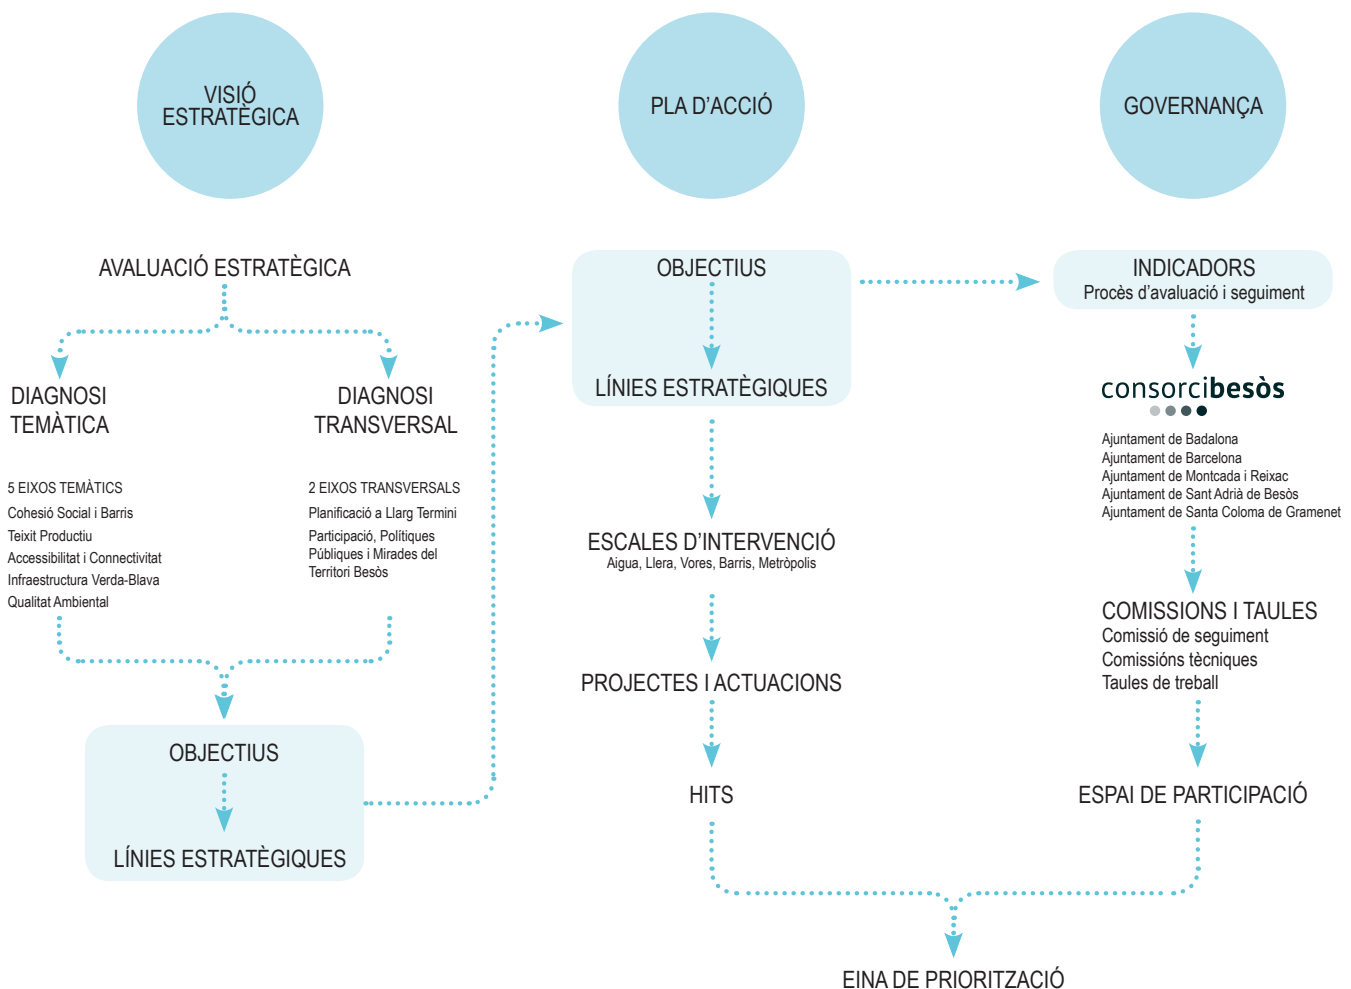 VISIÓ
ESTRATÈGICA
AVALUACIÓ ESTRATÈGICA
DIAGNOSI
TEMÀTICA
5 EIXOS TEMÀTICS
Cohesió Social i Barris
Teixit Productiu
Accessibilitat i Connectivitat
Infraestructura Verda-Blava
Qualitat Ambiental
DIAGNOSI
TRANSVERSAL
2 EIXOS TRANSVERSALS
Planificació a Llarg Termini
Participació, Polítiques
Públiques i Mirades del
Territori Besòs
OBJECTIUS
LÍNIES ESTRATÈGIQUES
PLA D'ACCIÓ
OBJECTIUS
LÍNIES ESTRATÈGIQUES
ESCALES D'INTERVENCIÓ
Aigua, Llera, Vores, Barris, Metròpolis
PROJECTES I ACTUACIONS
HITS
GOVERNANÇA
INDICADORS
Procès d'avaluació i seguiment
consorcibesòs
Ajuntament de Badalona
Ajuntament de Barcelona
Ajuntament de Montcada i Reixac
Ajuntament de Sant Adrià de Besòs
Ajuntament de Santa Coloma de Gramenet
COMISSIONS I TAULES
Comissió de seguiment
Comissións tècniques
Taules de treball
ESPAI DE PARTICIPACIÓ
EINA DE PRIORITZACIÓ